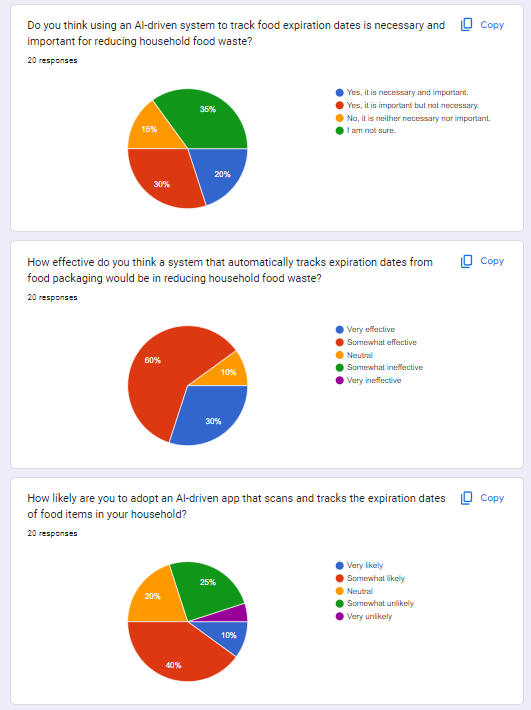 Do you think using an AI-driven system to track food expiration dates is necessary and
important for reducing household food waste?
Copy
20 responses
35%
15%
30%
20%
Yes, it is necessary and important.
Yes, it is important but not necessary.
No, it is neither necessary nor important.
I am not sure.
How effective do you think a system that automatically tracks expiration dates from
food packaging would be in reducing household food waste?
Copy
20 responses
60%
10%
30%
Very effective
Somewhat effective
Neutral
Somewhat ineffective
Very ineffective
How likely are you to adopt an AI-driven app that scans and tracks the expiration dates
of food items in your household?
Copy
20 responses
25%
20%
10%
40%
Very likely
Somewhat likely
Neutral
Somewhat unlikely
Very unlikely